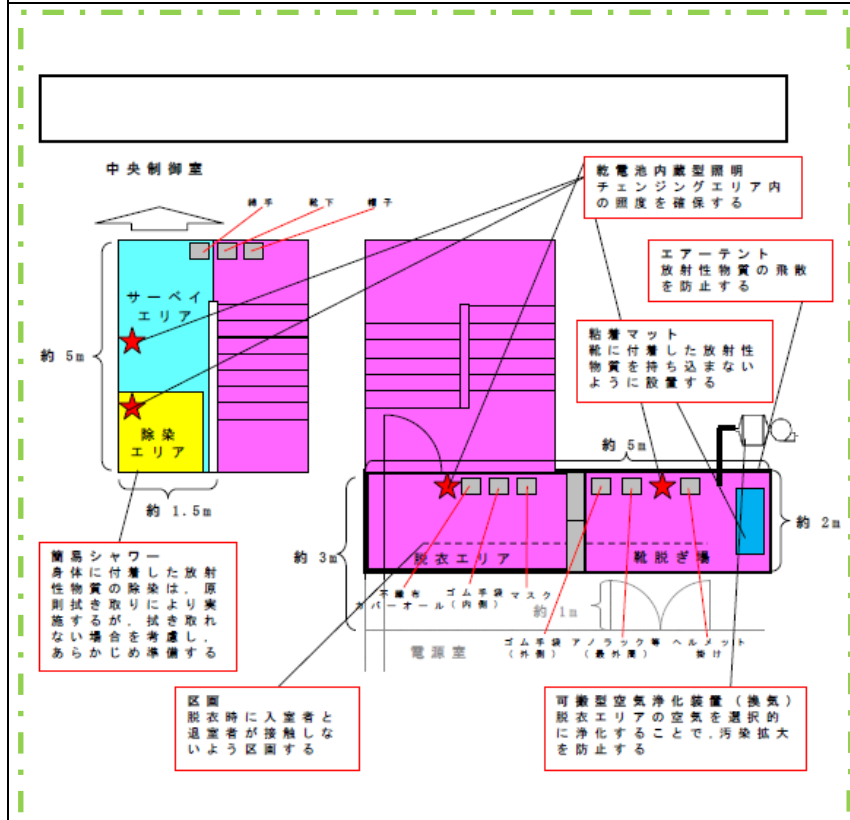 中央制御室
綿手
靴下
帽子
乾電池内蔵型照明
チェンジングエリア内
の照度を確保する
エアーテント
放射性物質の飛散
を防止する
サーベイ
エリア
粘着マット
靴に付着した放射性
物質を持ち込まない
ように設置する
約5m
除染
エリア
約5m
約1.5m
約2m
約3m
脱衣エリア
靴脱ぎ場
簡易シャワー
身体に付着した放射
性物質の除染は,原
則拭き取りにより実
施するが,拭き取れ
ない場合を考慮し,
あらかじめ準備する
不織布
カバーオール
ゴム手袋
(内側)
マスク
約1m
電源室
ゴム手袋
(外側)
アノラック等
(最外層)
ヘルメット
掛け
区画
脱衣時に入室者と
退室者が接触しな
いよう区画する
可搬型空気浄化装置(換気)
脱衣エリアの空気を選択的
に浄化することで,汚染拡大
を防止する